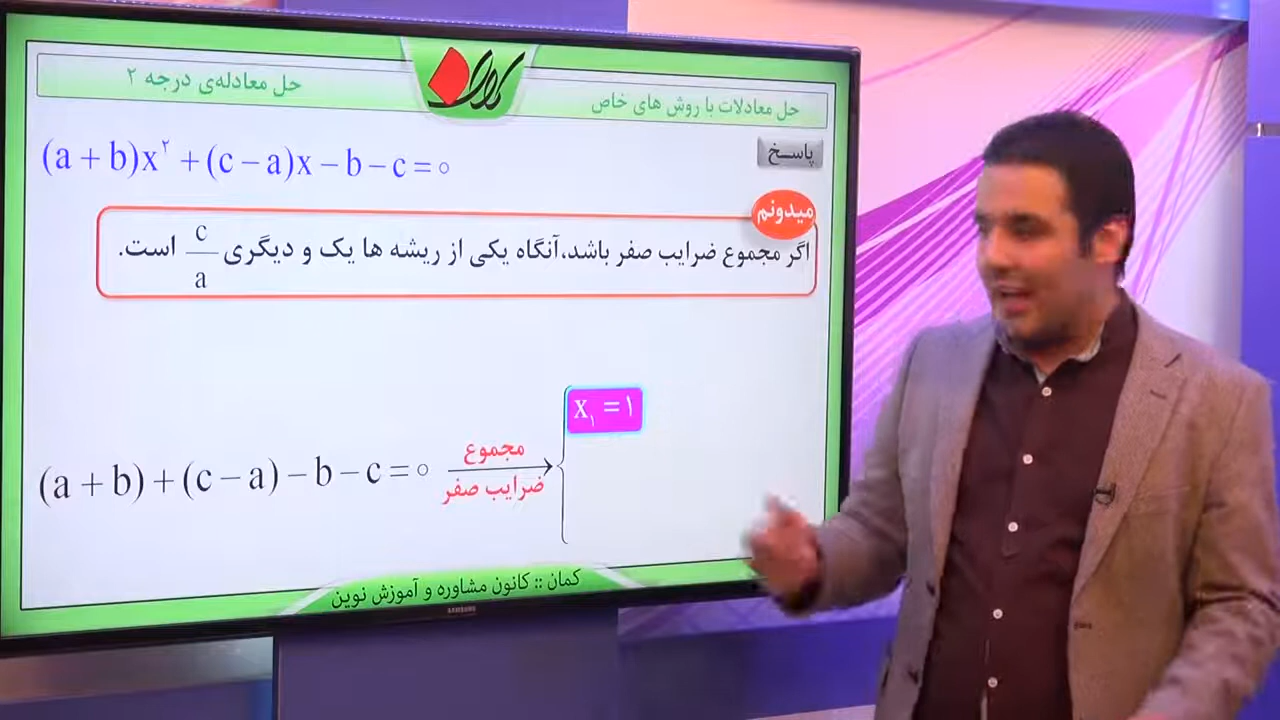 حل معادلات با روش های خاص
حل معادله‌ی درجه ۲
پاسخ
(a + b)x۲ + (c − a)x − b − c = ۰
میدونم
اگر مجموع ضرایب صفر باشد،آنگاه یکی از ریشه ها یک و دیگری c/a است.
(a + b) + (c − a) − b − c = ۰
مجموع
ضرایب صفر
x۱ = ۱
کمان :: کانون مشاوره و آموزش نوین
SAMSUNG